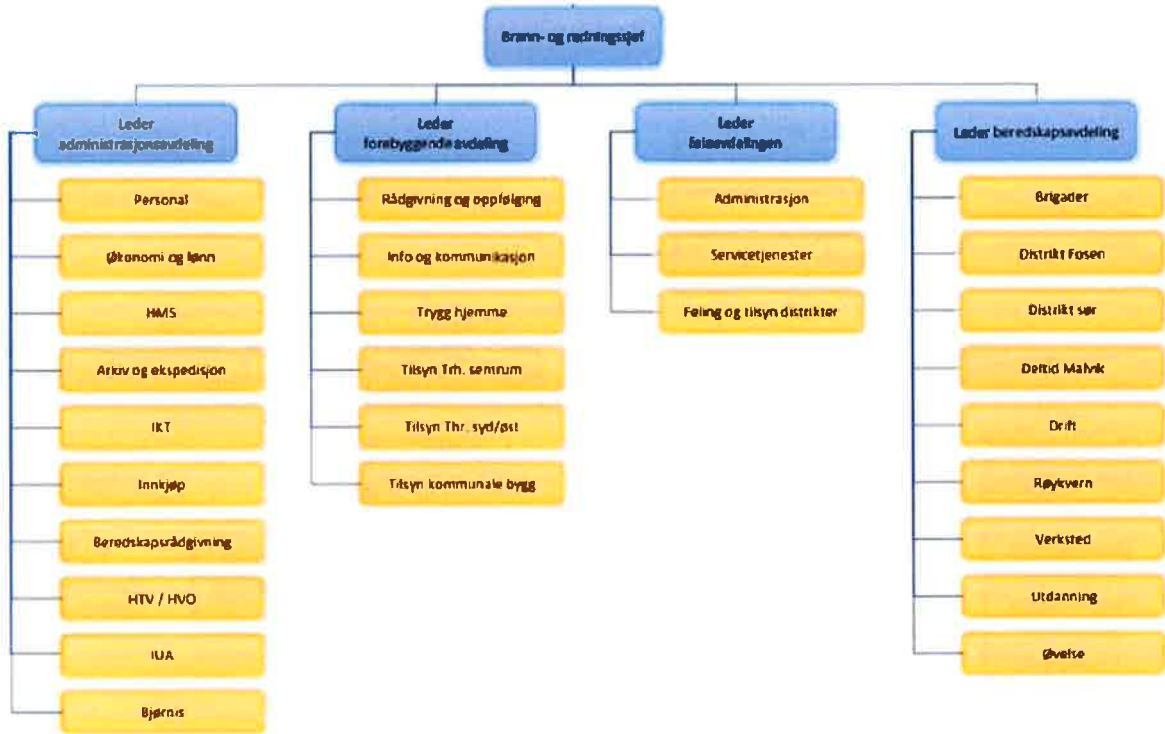 Brann- og redningssjef
Leder
administrasjonsavdeling
Personal
Økonomi og lønn
HMS
Arkiv og ekspedisjon
IKT
Innkjøp
Beredskapsrådgivning
HTV / HVO
IUA
Bjørnis
Leder
forebyggende avdeling
Rådgivning og oppfølging
Info og kommunikasjon
Trygg hjemme
Tilsyn Trh. sentrum
Tilsyn Thr. syd/øst
Tilsyn kommunale bygg
Leder
feieavdelingen
Administrasjon
Servicetjenester
Feiing og tilsyn distrikter
Leder beredskapsavdeling
Brigader
Distrikt Fosen
Distrikt sør
Deltid Malvik
Drift
Røykvern
Verksted
Utdanning
Øvelse